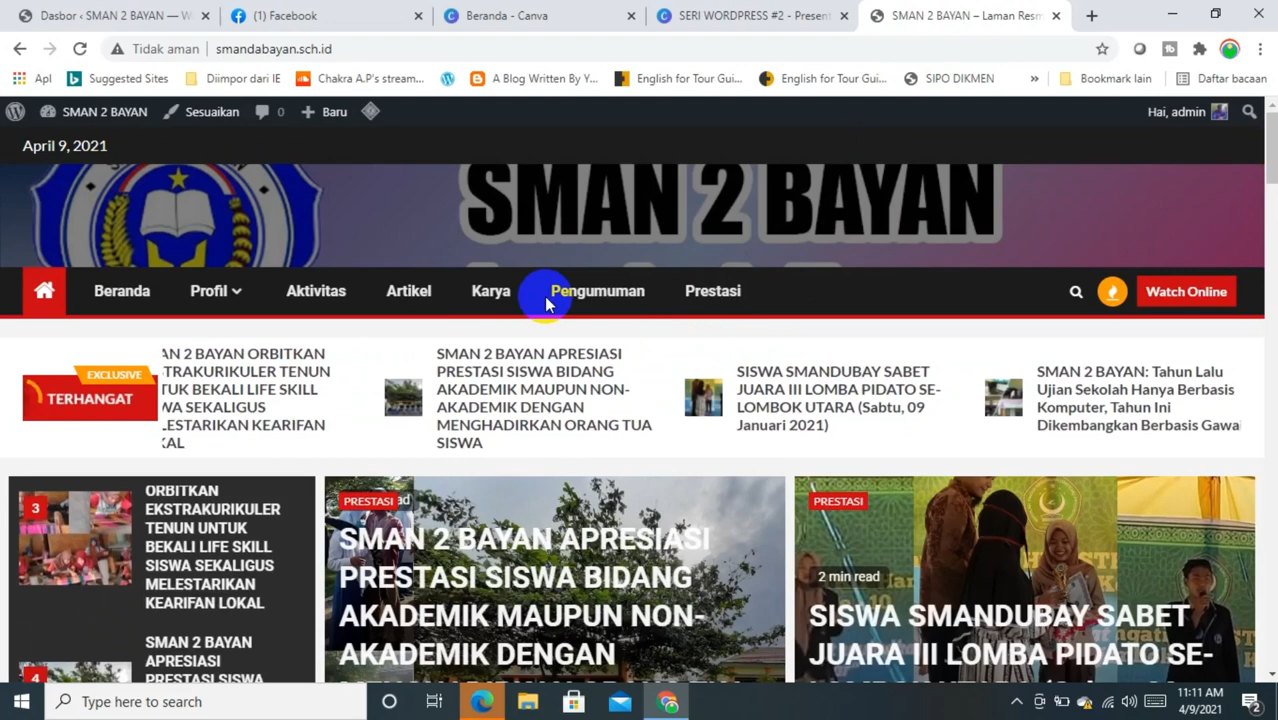 Dasbor ‹ SMAN 2 BAYAN — W
(1) Facebook
Beranda - Canva
SERI WORDPRESS #2 - Present
SMAN 2 BAYAN – Laman Resm
Tidak aman
smandabayan.sch.id
Apl
Suggested Sites
Diimpor dari IE
Chakra A.P's stream...
A Blog Written By Y...
English for Tour Gui...
English for Tour Gui...
SIPO DIKMEN
»
Bookmark lain
Daftar bacaan
SMAN 2 BAYAN
Sesuaikan
0
Baru
Hai, admin
April 9, 2021
SMAN 2 BAYAN
Beranda
Profil
Aktivitas
Artikel
Karya
Pengumuman
Prestasi
Watch Online
EXCLUSIVE
TERHANGAT
AN 2 BAYAN ORBITKAN
STRAKURIKULER TENUN
TUK BEKALI LIFE SKILL
WA SEKALIGUS
LESTARIKAN KEARIFAN
KAL
SMAN 2 BAYAN APRESIASI
PRESTASI SISWA BIDANG
AKADEMIK MAUPUN NON-
AKADEMIK DENGAN
MENGHADIRKAN ORANG TUA
SISWA
SISWA SMANDUBAY SABET
JUARA III LOMBA PIDATO SE-
LOMBOK UTARA (Sabtu, 09
Januari 2021)
SMAN 2 BAYAN: Tahun Lalu
Ujian Sekolah Hanya Berbasis
Komputer, Tahun Ini
Dikembangkan Berbasis Gawai
3
ORBITKAN
EKSTRAKURIKULER
TENUN UNTUK
BEKALI LIFE SKILL
SISWA SEKALIGUS
MELESTARIKAN
KEARIFAN LOKAL
4
SMAN 2 BAYAN
APRESIASI
PRESTASI SISWA
PRESTASI
ad
SMAN 2 BAYAN APRESIASI
PRESTASI SISWA BIDANG
AKADEMIK MAUPUN NON-
AKADEMIK DENGAN
PRESTASI
2 min read
SISWA SMANDUBAY SABET
JUARA III LOMBA PIDATO SE-
Type here to search
11:11 AM
4/9/2021
2